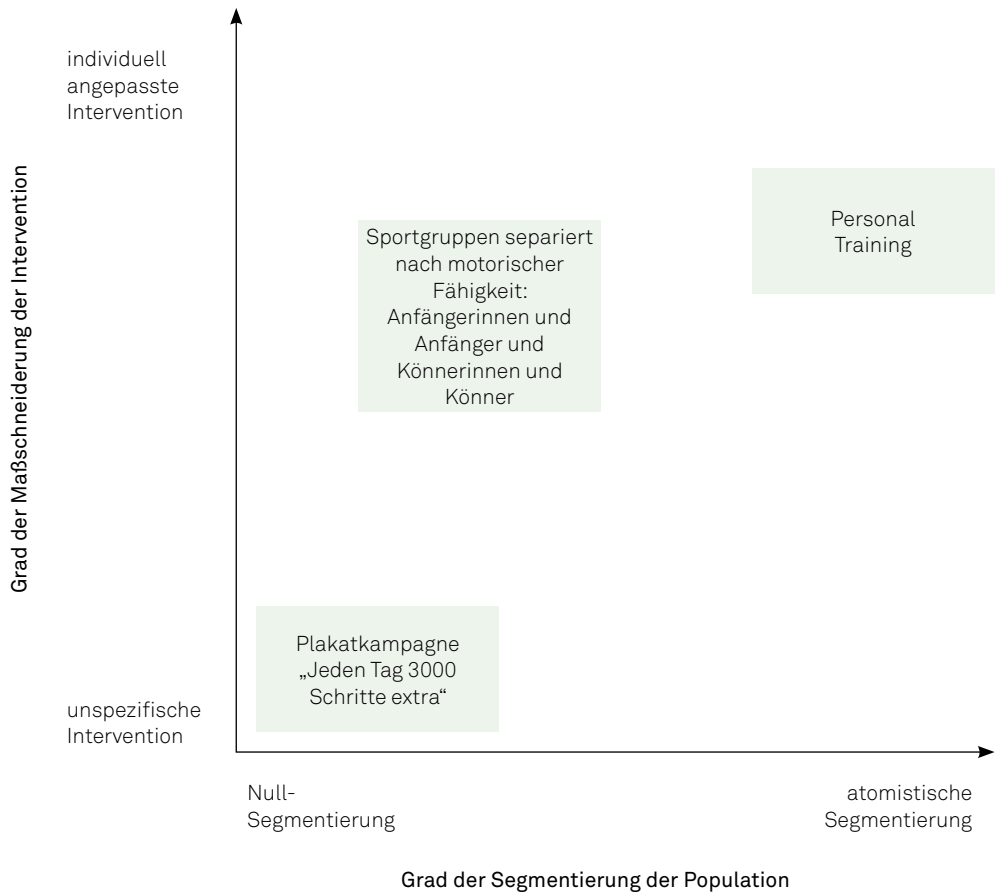 individuell
angepasste
Intervention
Grad der Maßschneiderung der Intervention
Personal
Training
Sportgruppen separiert
nach motorischer
Fähigkeit:
Anfängerinnen und
Anfänger und
Könnerinnen und
Könner
Plakatkampagne
„Jeden Tag 3000
Schritte extra“
unspezifische
Intervention
Null-
Segmentierung
atomistische
Segmentierung
Grad der Segmentierung der Population